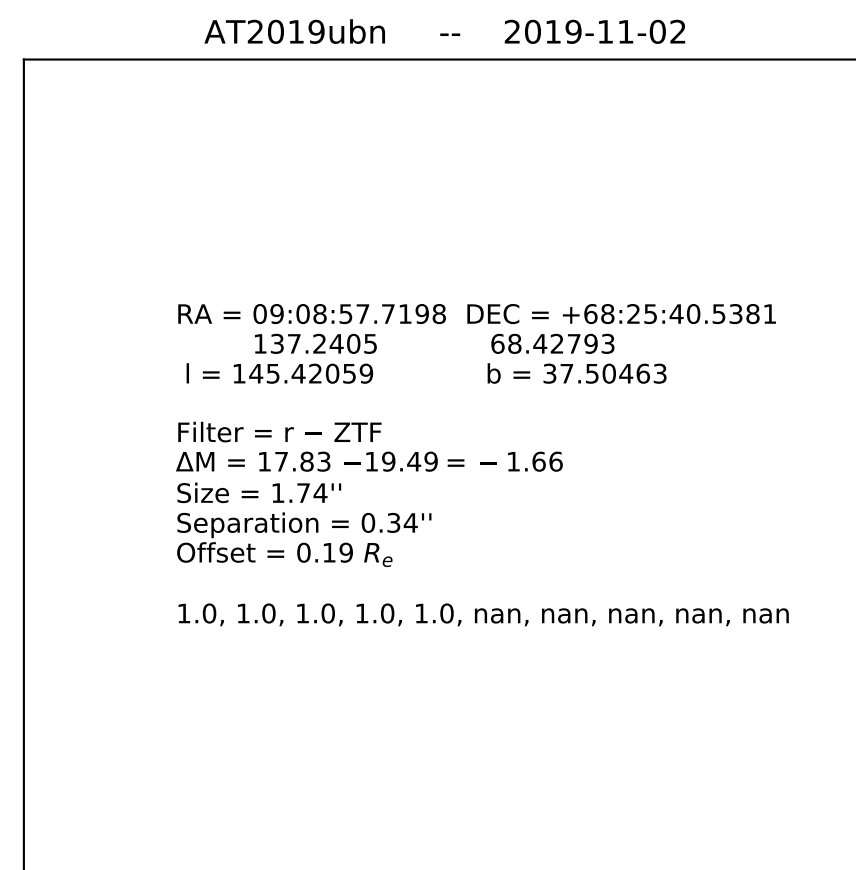 AT2019ubn -- 2019-11-02
RA = 09:08:57.7198 DEC = +68:25:40.5381
137.2405 68.42793
l = 145.42059 b = 37.50463
Filter = r − ZTF
ΔM = 17.83 −19.49 = − 1.66
Size = 1.74''
Separation = 0.34''
Offset = 0.19 Rₑ
1.0, 1.0, 1.0, 1.0, 1.0, nan, nan, nan, nan, nan